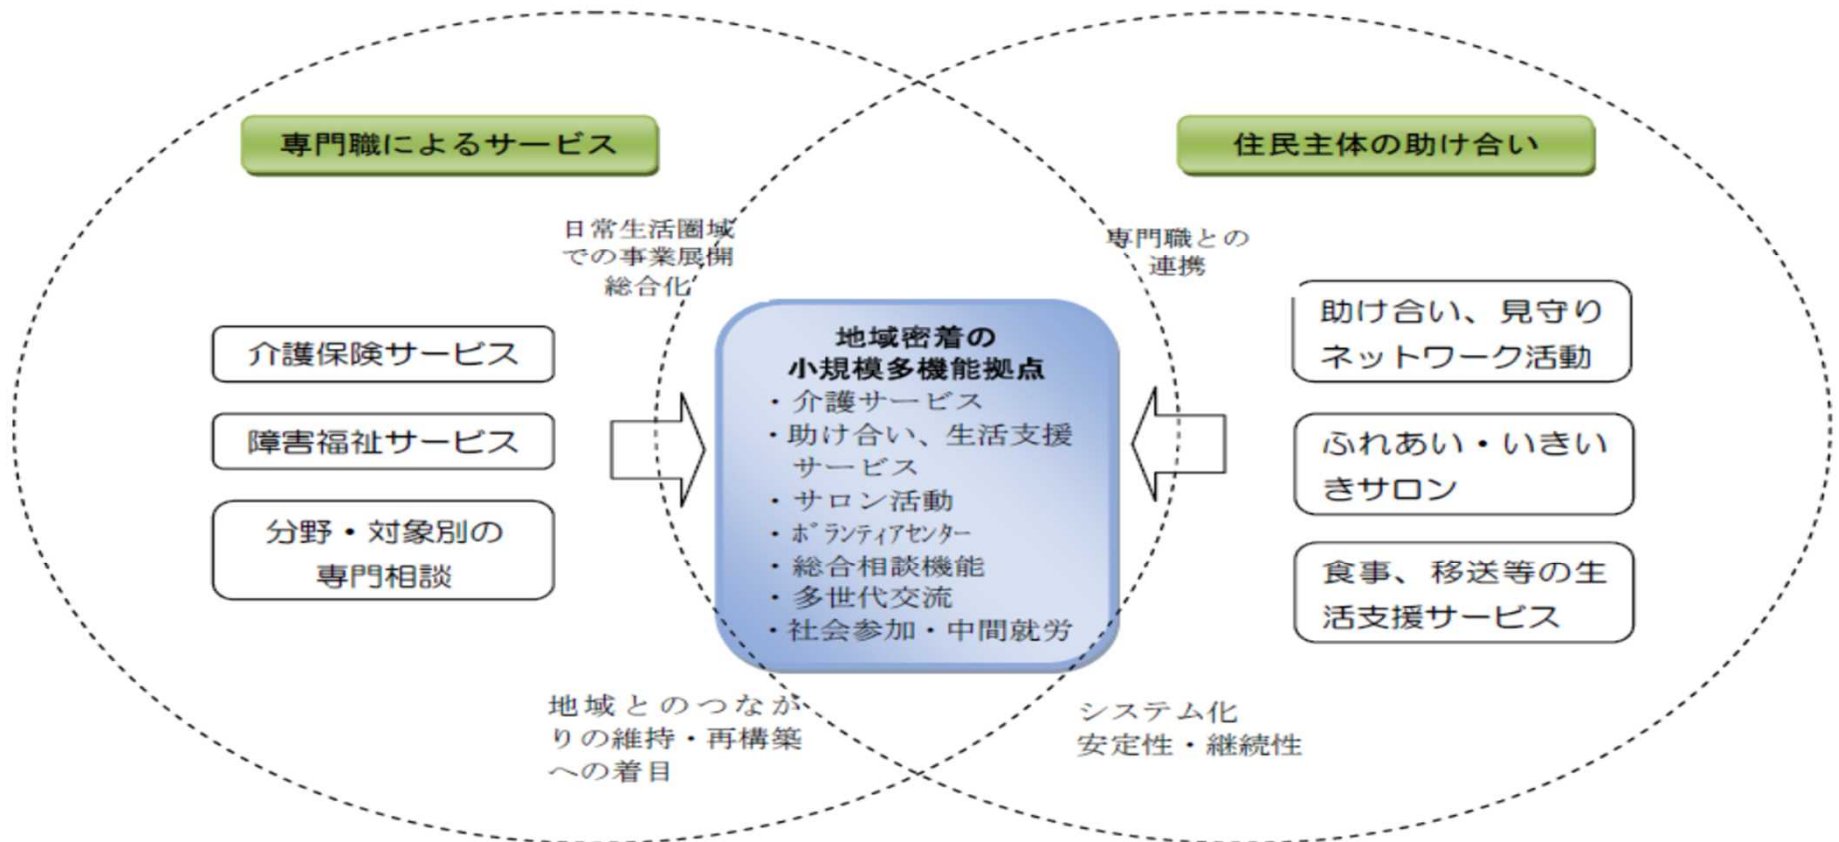 専門職によるサービス
日常生活圏域
での事業展開
総合化
介護保険サービス
障害福祉サービス
分野・対象別の
専門相談
地域とのつなが
りの維持・再構築
への着目
地域密着の
小規模多機能拠点
・介護サービス
・助け合い、生活支援
サービス
・サロン活動
・ボランティアセンター
・総合相談機能
・多世代交流
・社会参加・中間就労
住民主体の助け合い
専門職との
連携
助け合い、見守り
ネットワーク活動
ふれあい・いきい
きサロン
食事、移送等の生
活支援サービス
システム化
安定性・継続性